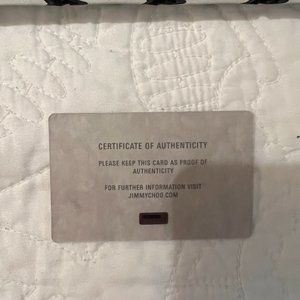 CERTIFICATE OF AUTHENTICITY
PLEASE KEEP THIS CARD AS PROOF OF
AUTHENTICITY
FOR FURTHER INFORMATION VISIT
JIMMYCHOO.COM